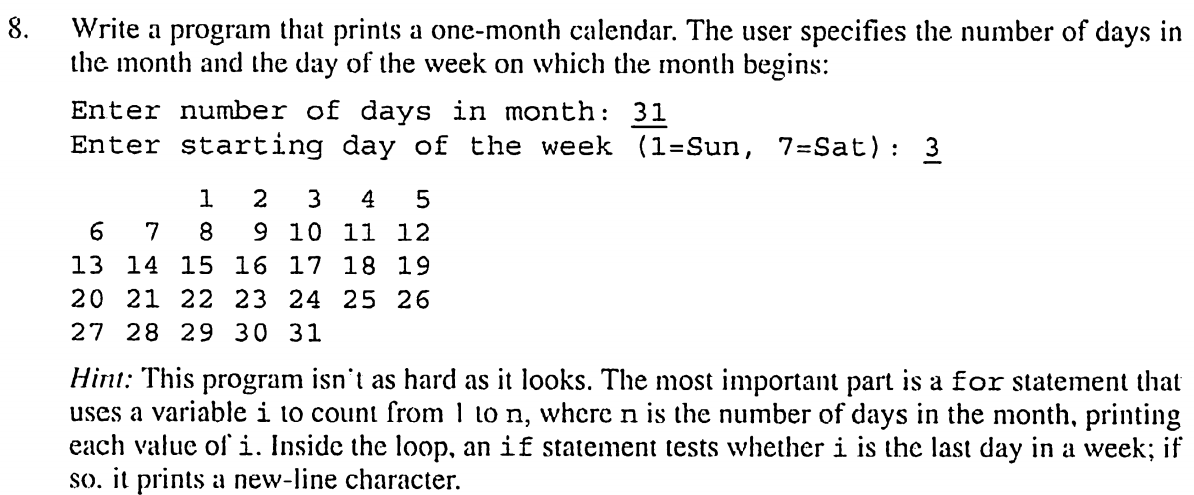 8. Write a program that prints a one-month calendar. The user specifies the number of days in
the month and the day of the week on which the month begins:
Enter number of days in month: 31
Enter starting day of the week (1=Sun, 7=Sat): 3
1 2 3 4 5
6 7 8 9 10 11 12
13 14 15 16 17 18 19
20 21 22 23 24 25 26
27 28 29 30 31
Hint: This program isn't as hard as it looks. The most important part is a for statement that
uses a variable i to count from 1 to n, where n is the number of days in the month, printing
each value of i. Inside the loop, an if statement tests whether i is the last day in a week; if
so. it prints a new-line character.